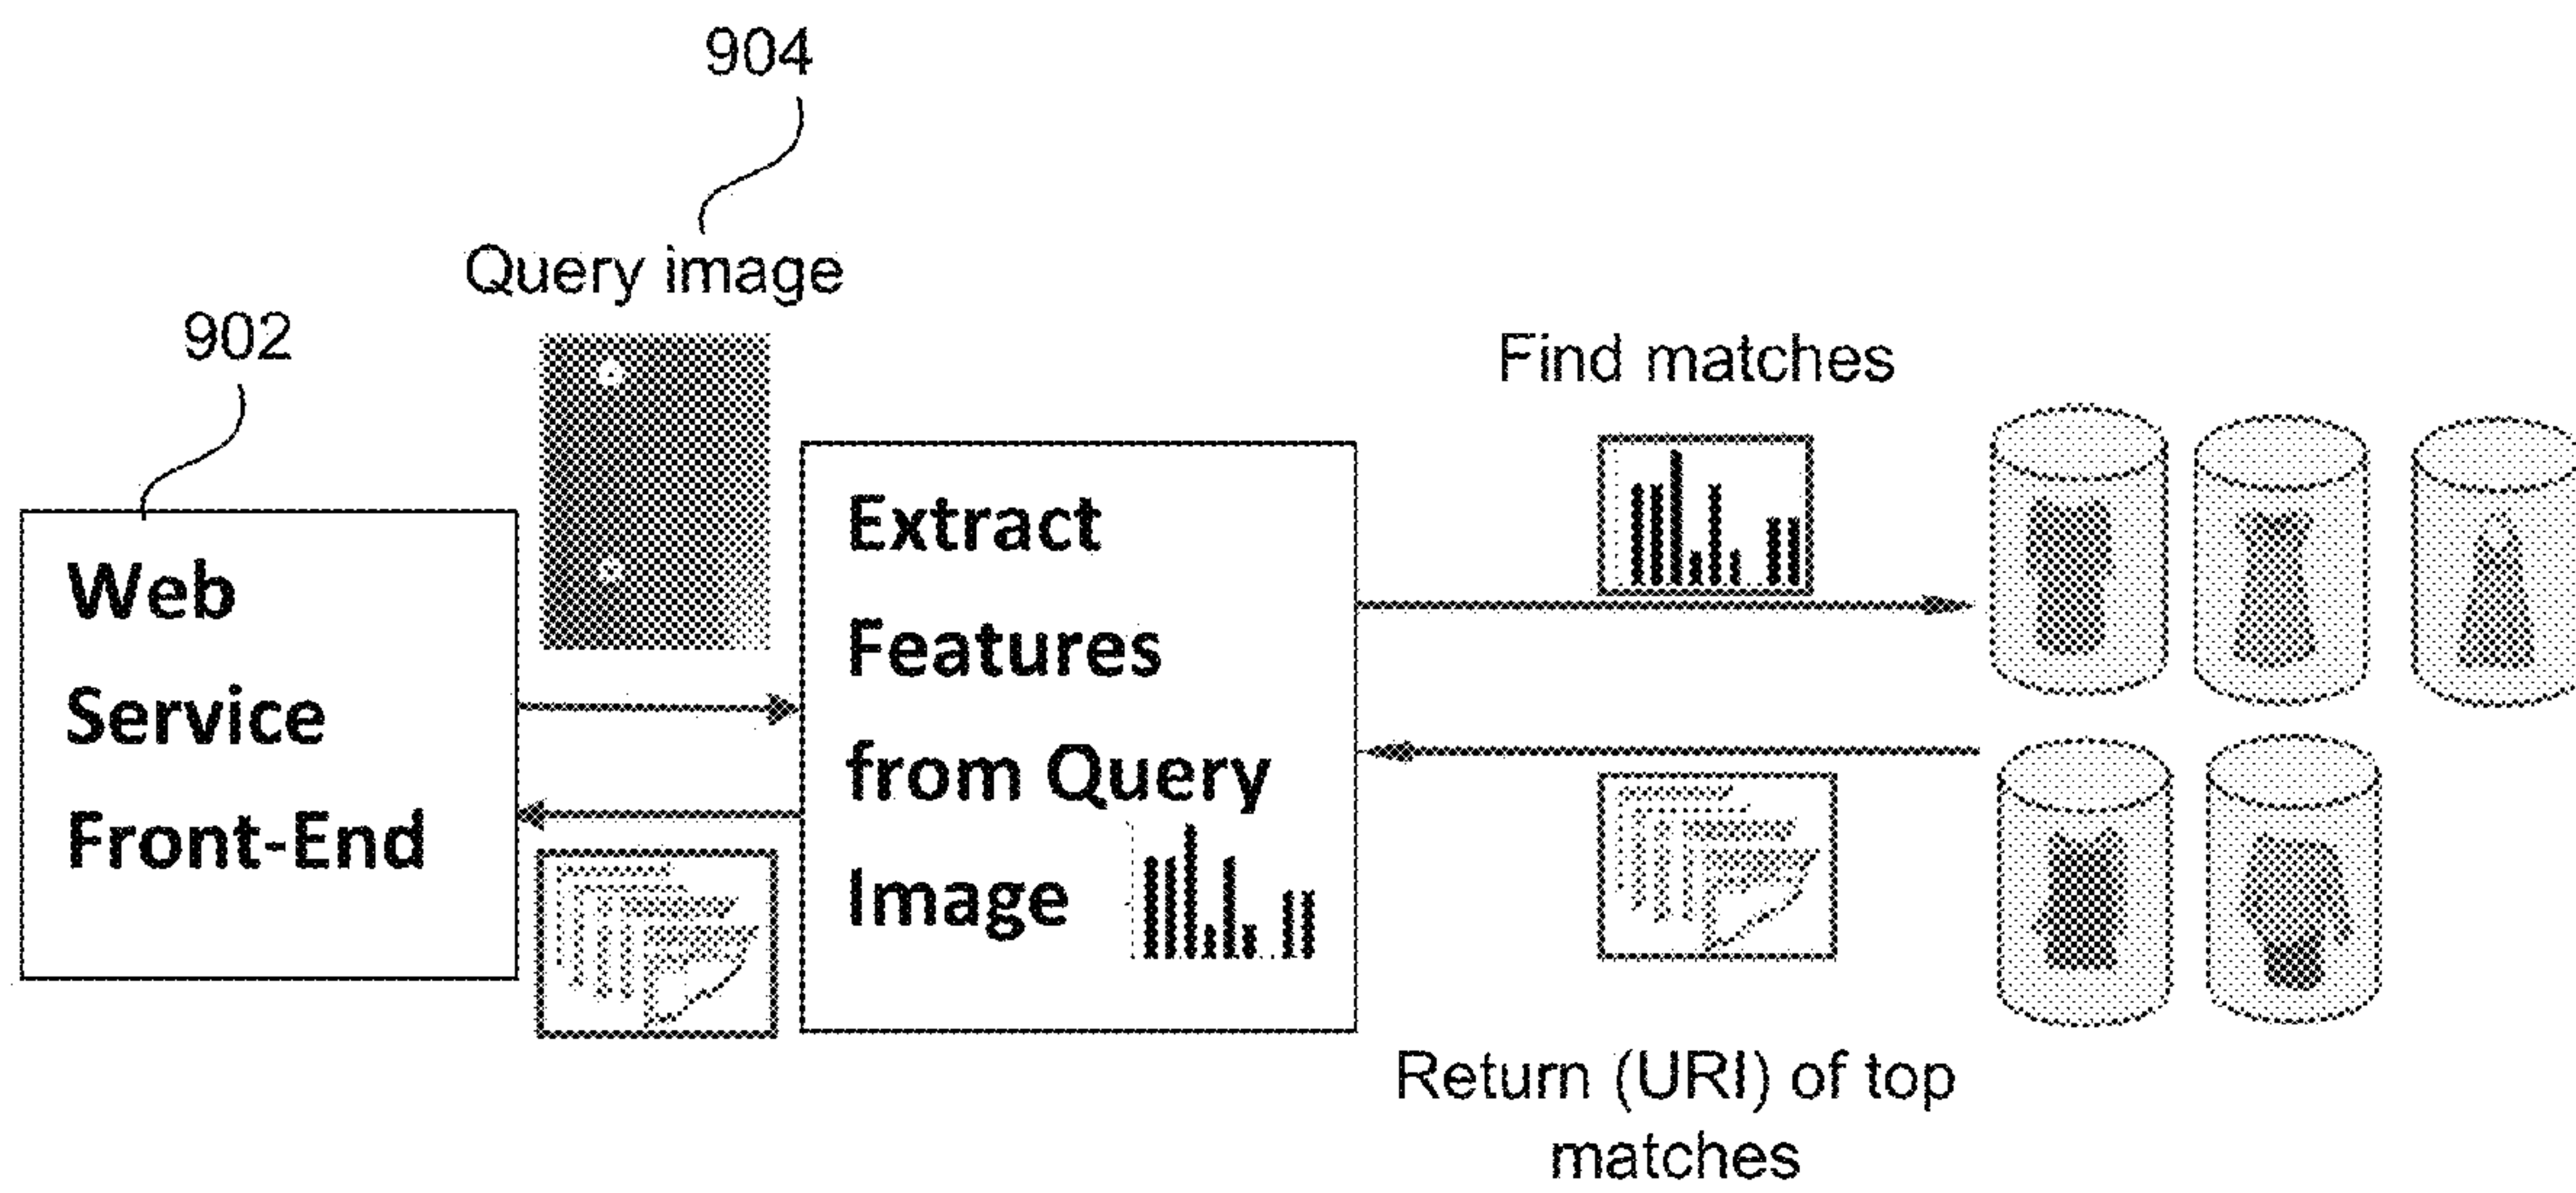 904
Query image
902
Find matches
Web
Service
Front-End
Extract
Features
from Query
Image
Return (URI) of top
matches